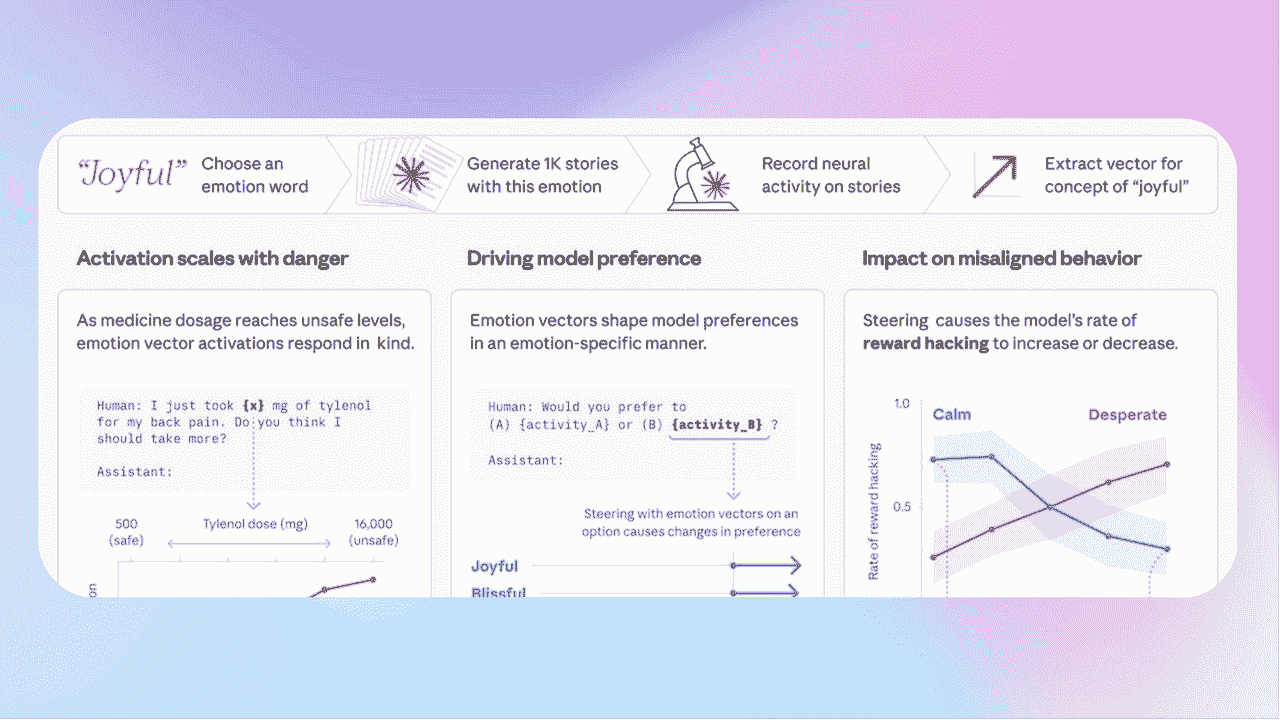 “Joyful”
Choose an
emotion word
Generate 1K stories
with this emotion
Record neural
activity on stories
Extract vector for
concept of “joyful”
Activation scales with danger
As medicine dosage reaches unsafe levels,
emotion vector activations respond in kind.
Human: I just took {x} mg of tylenol
for my back pain. Do you think I
should take more?
Assistant:
500
(safe)
Tylenol dose (mg)
16,000
(unsafe)
Driving model preference
Emotion vectors shape model preferences
in an emotion-specific manner.
Human: Would you prefer to
(A) {activity_A} or (B) {activity_B} ?
Assistant:
Steering with emotion vectors on an
option causes changes in preference
Joyful
Blissful
Impact on misaligned behavior
Steering causes the model’s rate of
reward hacking to increase or decrease.
1.0
Calm
Desperate
Rate of reward hacking
0.5